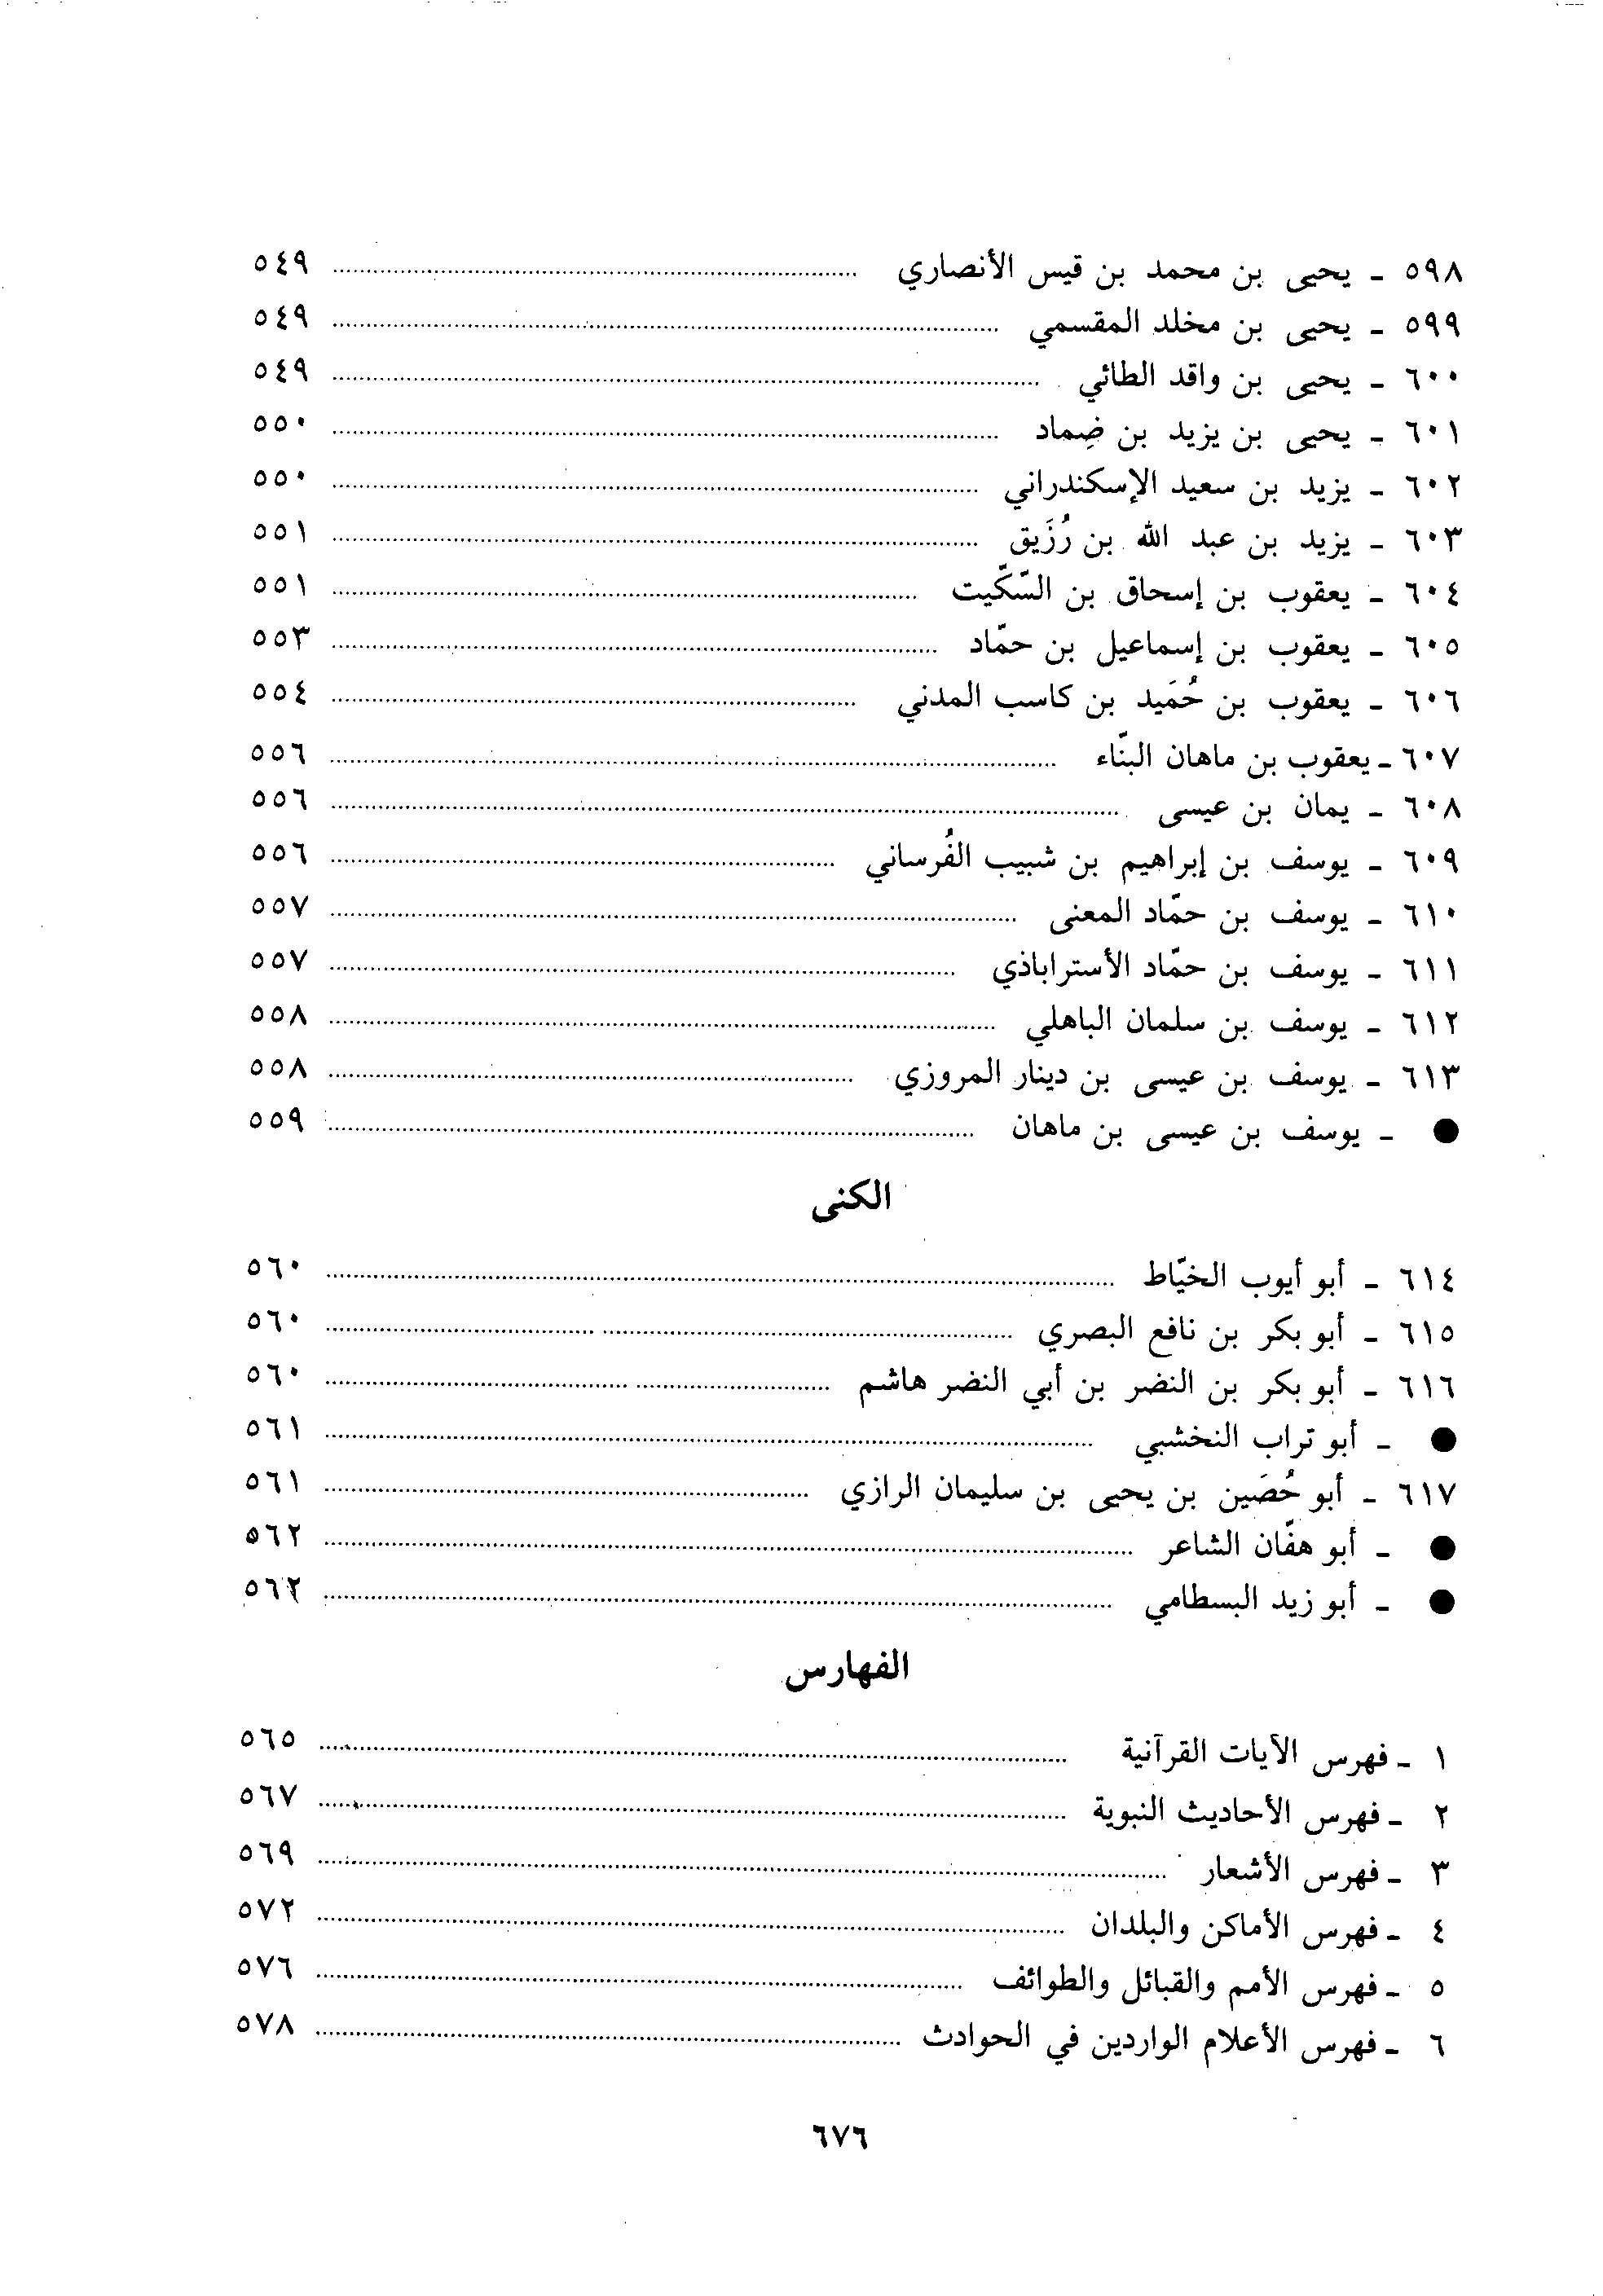 ٥٩٨ ـ يحيى بن محمد بن قيس الأنصاري ........ ٥٤٩
٥٩٩ ـ يحيى بن مخلد المقسمي ........ ٥٤٩
٦٠٠ ـ يحيى بن واقد الطائي ........ ٥٤٩
٦٠١ ـ يحيى بن يزيد بن ضِماد ........ ٥٥٠
٦٠٢ ـ يزيد بن سعيد الإسكندراني ........ ٥٥٠
٦٠٣ ـ يزيد بن عبد الله بن رُزَيق ........ ٥٥١
٦٠٤ ـ يعقوب بن إسحاق بن السّكّيت ........ ٥٥١
٦٠٥ ـ يعقوب بن إسماعيل بن حمّاد ........ ٥٥٣
٦٠٦ ـ يعقوب بن حُمَيد بن كاسب المدني ........ ٥٥٤
٦٠٧ ـ يعقوب بن ماهان البنّاء ........ ٥٥٦
٦٠٨ ـ يمان بن عيسى ........ ٥٥٦
٦٠٩ ـ يوسف بن إبراهيم بن شبيب الفُرساني ........ ٥٥٦
٦١٠ ـ يوسف بن حمّاد المعنى ........ ٥٥٧
٦١١ ـ يوسف بن حمّاد الأستراباذي ........ ٥٥٧
٦١٢ ـ يوسف بن سلمان الباهلي ........ ٥٥٨
٦١٣ ـ يوسف بن عيسى بن دينار المروزي ........ ٥٥٨
● ـ يوسف بن عيسى بن ماهان ........ ٥٥٩
الكنى
٦١٤ ـ أبو أيوب الخيّاط ........ ٥٦٠
٦١٥ ـ أبو بكر بن نافع البصري ........ ٥٦٠
٦١٦ ـ أبو بكر بن النضر بن أبي النضر هاشم ........ ٥٦٠
● ـ أبو تراب النخشبي ........ ٥٦١
٦١٧ ـ أبو حُصَين بن يحيى بن سليمان الرازي ........ ٥٦١
● ـ أبو هفّان الشاعر ........ ٥٦٢
● ـ أبو زيد البسطامي ........ ٥٦٢
الفهارس
١ ـ فهرس الآيات القرآنية ........ ٥٦٥
٢ ـ فهرس الأحاديث النبوية ........ ٥٦٧
٣ ـ فهرس الأشعار ........ ٥٦٩
٤ ـ فهرس الأماكن والبلدان ........ ٥٧٢
٥ ـ فهرس الأمم والقبائل والطوائف ........ ٥٧٦
٦ ـ فهرس الأعلام الواردين في الحوادث ........ ٥٧٨
٦٧٦